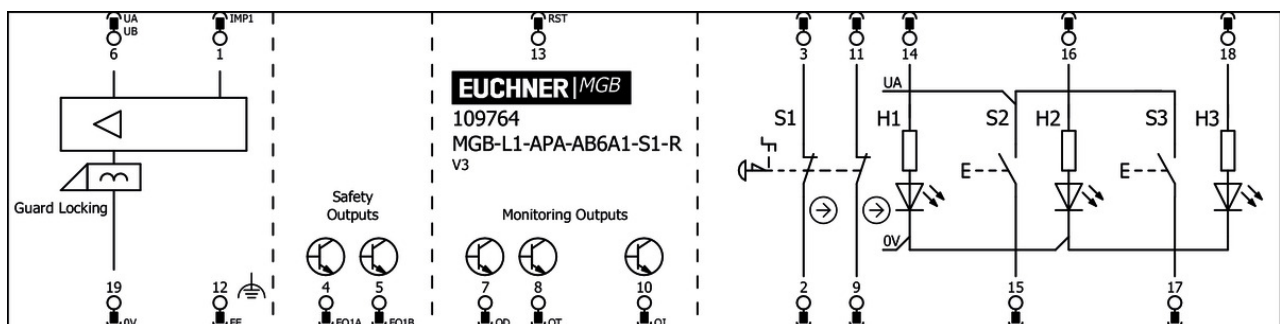 UA
UB
IMP1
RST
6
1
13
3
11
14
16
18
EUCHNER MGB
109764
MGB-L1-APA-AB6A1-S1-R
V3
UA
S1
H1
S2
H2
S3
H3
E
E
Guard Locking
Safety
Outputs
Monitoring Outputs
0V
19
12
4
5
7
8
10
2
9
15
17
0V
FE
FO1A
FO1B
OD
OT
OI